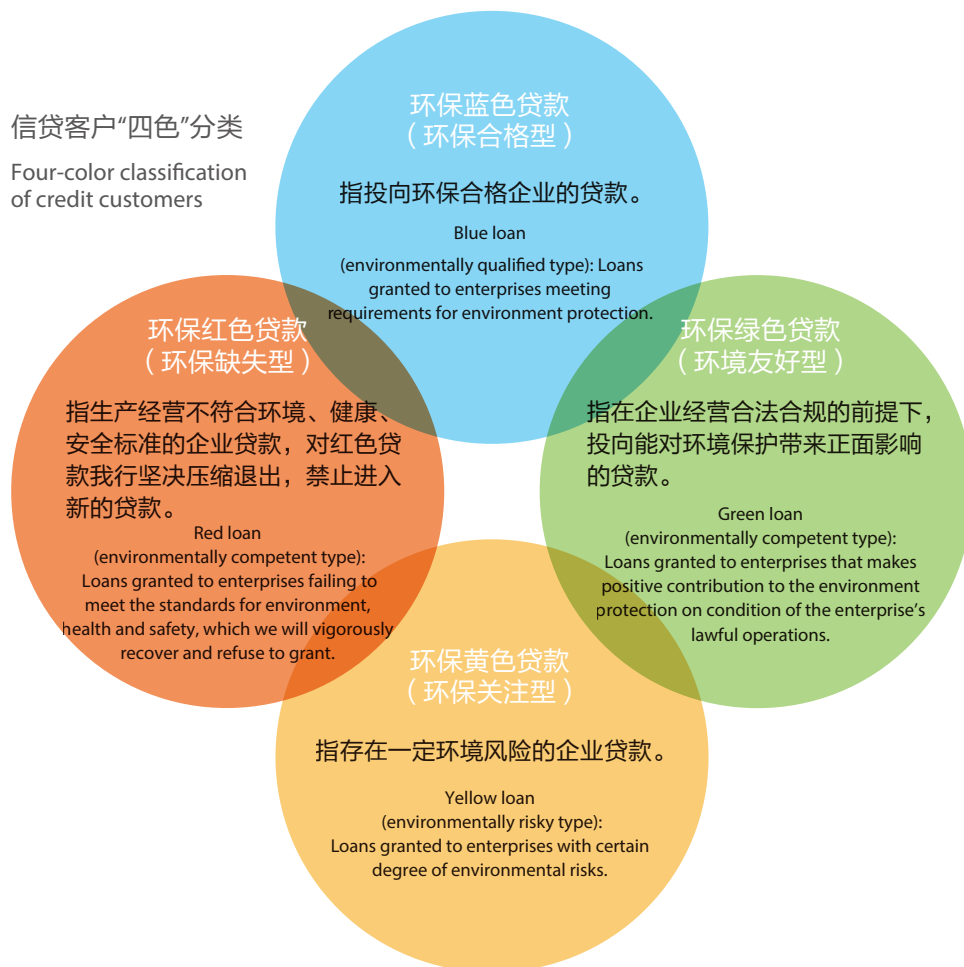 信贷客户“四色”分类
Four-color classification
of credit customers
环保蓝色贷款
（环保合格型）
指投向环保合格企业的贷款。
Blue loan
(environmentally qualified type): Loans
granted to enterprises meeting
requirements for environment protection.
环保红色贷款
（环保缺失型）
指生产经营不符合环境、健康、
安全标准的企业贷款，对红色贷
款我行坚决压缩退出，禁止进入
新的贷款。
Red loan
(environmentally competent type):
Loans granted to enterprises failing to
meet the standards for environment,
health and safety, which we will vigorously
recover and refuse to grant.
环保绿色贷款
（环境友好型）
指在企业经营合法合规的前提下，
投向能对环境保护带来正面影响
的贷款。
Green loan
(environmentally competent type):
Loans granted to enterprises that makes
positive contribution to the environment
protection on condition of the enterprise’s
lawful operations.
环保黄色贷款
（环保关注型）
指存在一定环境风险的企业贷款。
Yellow loan
(environmentally risky type):
Loans granted to enterprises with certain
degree of environmental risks.